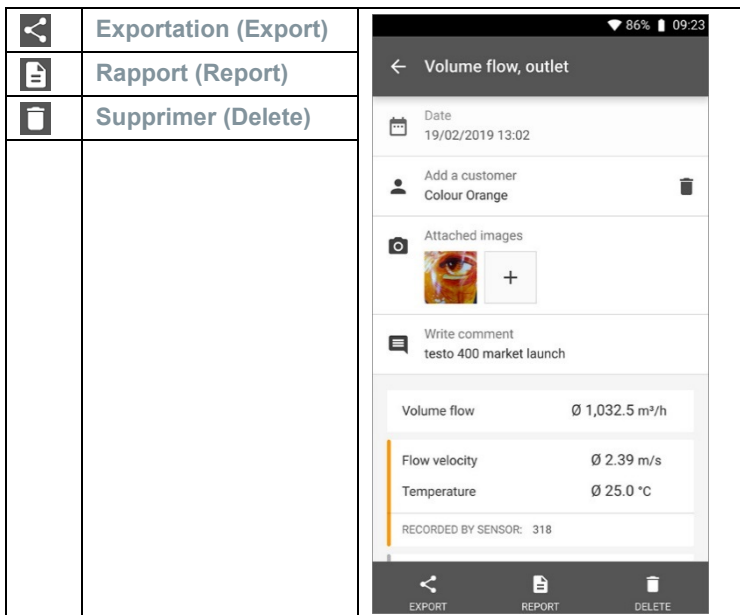 Exportation (Export)
Rapport (Report)
Supprimer (Delete)
86% 09:23
Volume flow, outlet
Date
19/02/2019 13:02
Add a customer
Colour Orange
Attached images
+
Write comment
testo 400 market launch
Volume flow Ø 1,032.5 m³/h
Flow velocity Ø 2.39 m/s
Temperature Ø 25.0 °C
RECORDED BY SENSOR: 318
EXPORT REPORT DELETE